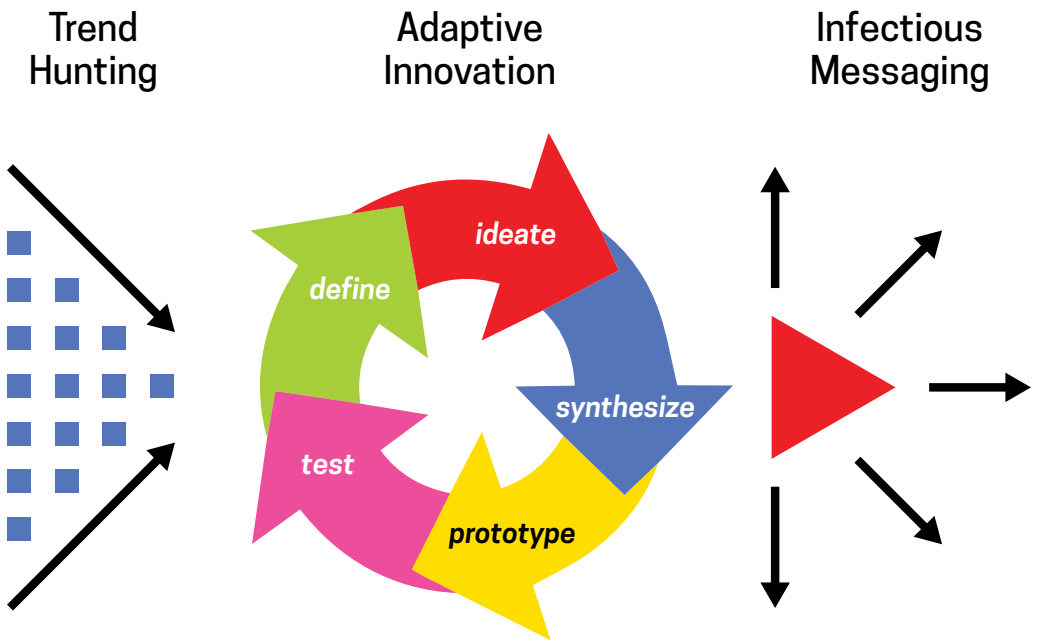 Trend
Hunting
Adaptive
Innovation
Infectious
Messaging
ideate
define
synthesize
test
prototype